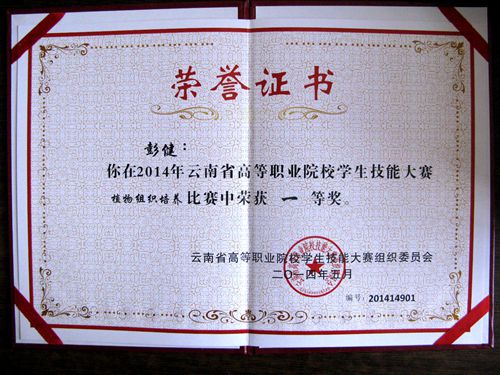 荣誉证书
彭健：
你在2014年云南省高等职业院校学生技能大赛
植物组织培养 比赛中荣获 一 等奖。
云南省高等职业院校学生技能大赛组织委员会
二〇一四年五月
编号：201414901